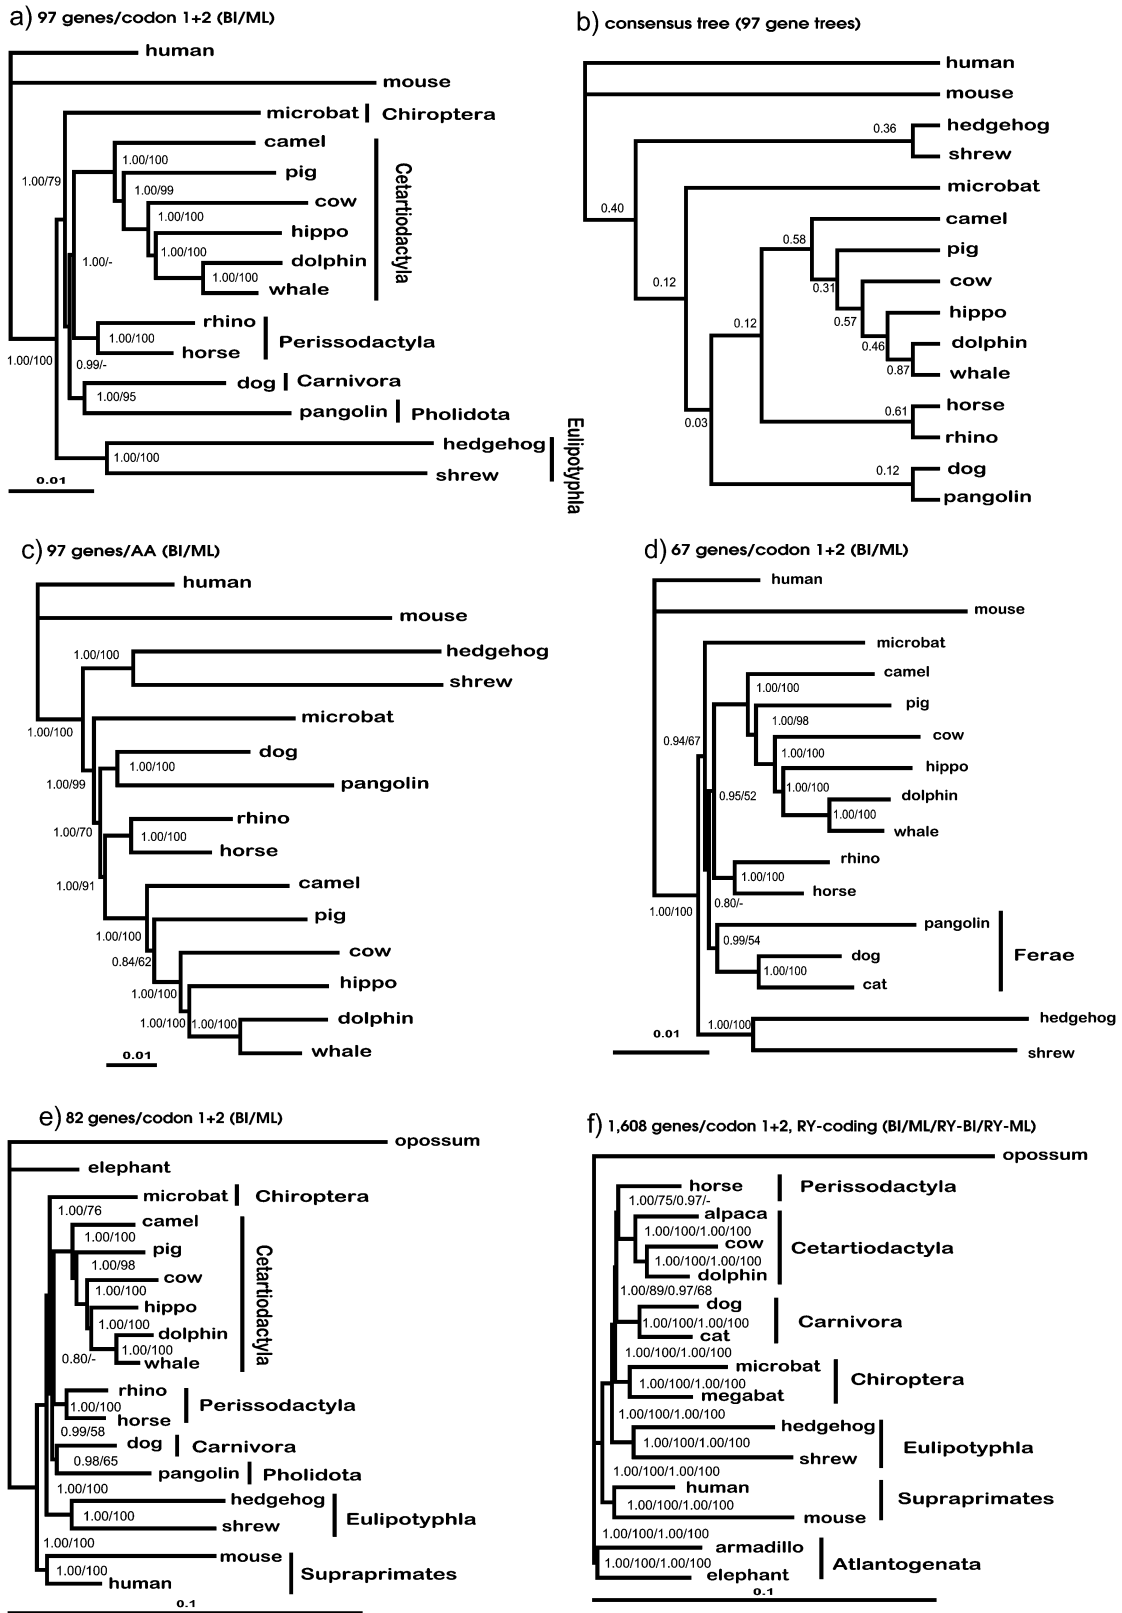 a) 97 genes/codon 1+2 (BI/ML)
human
mouse
microbat
Chiroptera
camel
1.00/100
pig
1.00/79
1.00/99
cow
1.00/100
hippo
1.00/100
1.00/-
dolphin
1.00/100
whale
Cetartiodactyla
rhino
1.00/100
Perissodactyla
horse
1.00/100
0.99/-
dog
Carnivora
1.00/95
pangolin
Pholidota
hedgehog
1.00/100
shrew
Eulipotyphla
0.01
b) consensus tree (97 gene trees)
human
mouse
0.36
hedgehog
shrew
0.40
microbat
camel
0.58
pig
0.12
0.31
cow
hippo
0.12
0.57
dolphin
0.46
whale
0.87
horse
0.61
rhino
0.03
dog
0.12
pangolin
c) 97 genes/AA (BI/ML)
human
mouse
1.00/100
hedgehog
shrew
microbat
1.00/100
dog
1.00/100
1.00/99
pangolin
rhino
1.00/70
1.00/100
horse
1.00/91
camel
pig
1.00/100
cow
0.84/62
hippo
1.00/100
dolphin
1.00/100
1.00/100
whale
0.01
d) 67 genes/codon 1+2 (BI/ML)
human
mouse
microbat
camel
1.00/100
pig
1.00/98
cow
0.94/67
1.00/100
hippo
1.00/100
0.95/52
dolphin
1.00/100
whale
rhino
1.00/100
horse
0.80/-
1.00/100
pangolin
0.99/54
dog
Ferae
1.00/100
cat
hedgehog
1.00/100
0.01
shrew
e) 82 genes/codon 1+2 (BI/ML)
opossum
elephant
microbat
Chiroptera
1.00/76
camel
1.00/100
pig
1.00/98
cow
1.00/100
hippo
1.00/100
dolphin
1.00/100
0.80/-
whale
Cetartiodactyla
rhino
1.00/100
Perissodactyla
horse
0.99/58
dog
Carnivora
0.98/65
pangolin
Pholidota
1.00/100
hedgehog
1.00/100
Eulipotyphla
shrew
1.00/100
mouse
1.00/100
Supraprimates
human
0.1
f) 1,608 genes/codon 1+2, RY-coding (BI/ML/RY-BI/RY-ML)
opossum
horse
Perissodactyla
1.00/75/0.97/-
alpaca
1.00/100/1.00/100
cow
Cetartiodactyla
1.00/100/1.00/100
dolphin
1.00/89/0.97/68
dog
1.00/100/1.00/100
Carnivora
cat
1.00/100/1.00/100
microbat
1.00/100/1.00/100
Chiroptera
megabat
1.00/100/1.00/100
hedgehog
1.00/100/1.00/100
Eulipotyphla
shrew
1.00/100/1.00/100
human
Supraprimates
1.00/100/1.00/100
mouse
1.00/100/1.00/100
armadillo
1.00/100/1.00/100
Atlantogenata
elephant
0.1